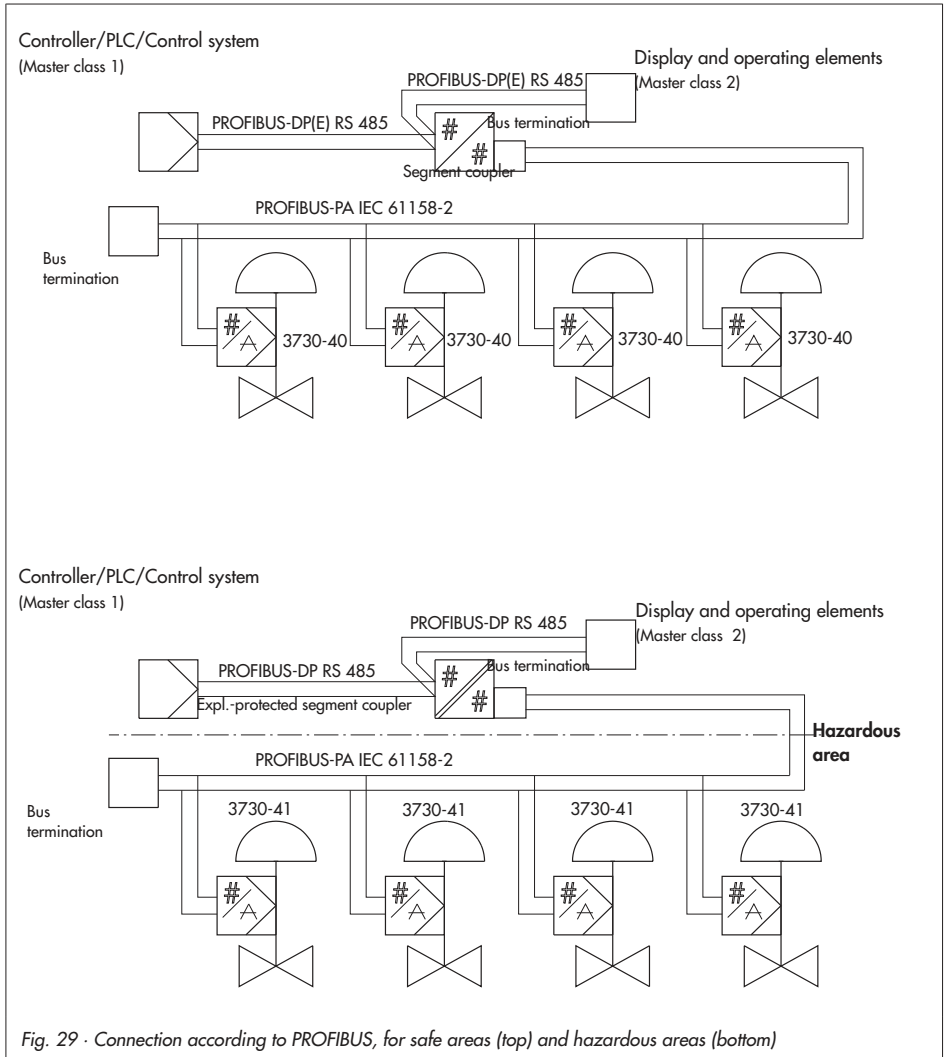 Controller/PLC/Control system
(Master class 1)
Display and operating elements
(Master class 2)
PROFIBUS-DP(E) RS 485
PROFIBUS-DP(E) RS 485
#
#
Bus termination
Segment coupler
PROFIBUS-PA IEC 61158-2
Bus
termination
# A 3730-40
# A 3730-40
# A 3730-40
# A 3730-40
Controller/PLC/Control system
(Master class 1)
Display and operating elements
(Master class 2)
PROFIBUS-DP RS 485
PROFIBUS-DP RS 485
#
#
Bus termination
Expl.-protected segment coupler
Hazardous
area
PROFIBUS-PA IEC 61158-2
Bus
termination
3730-41 3730-41 3730-41 3730-41
# A
# A
# A
# A
Fig. 29 · Connection according to PROFIBUS, for safe areas (top) and hazardous areas (bottom)